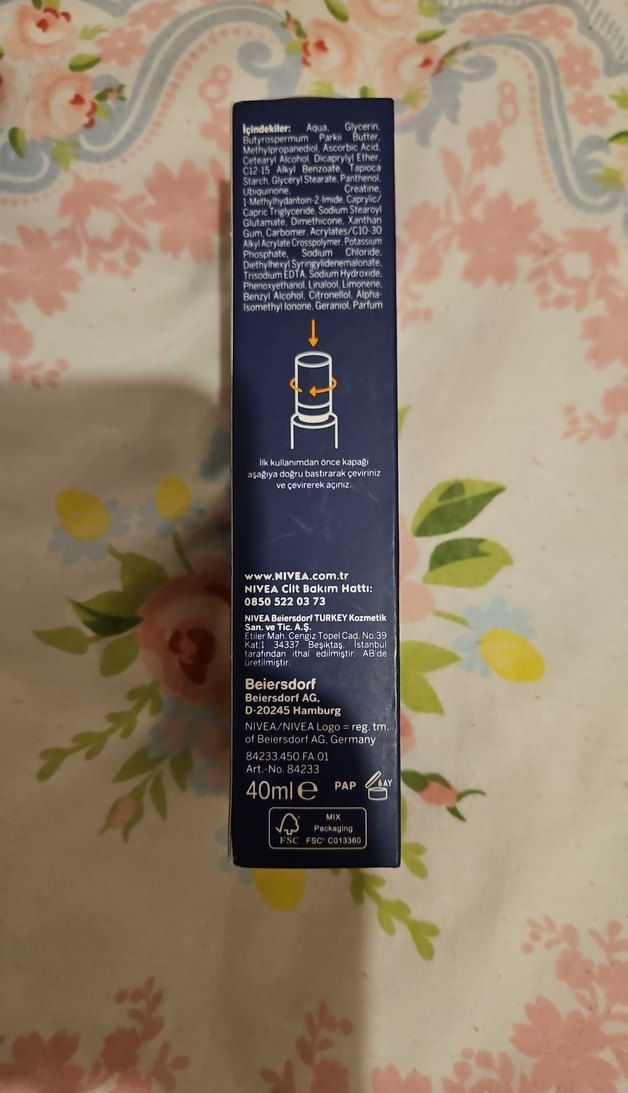 İçindekiler: Aqua, Glycerin,
Butyrospermum Parkii Butter,
Methylpropanediol, Ascorbic Acid,
Cetearyl Alcohol, Dicaprylyl Ether,
C12-15 Alkyl Benzoate, Tapioca
Starch, Glyceryl Stearate, Panthenol,
Ubiquinone, Creatine,
1-Methylhydantoin-2-Imide, Caprylic/
Capric Triglyceride, Sodium Stearoyl
Glutamate, Dimethicone, Xanthan
Gum, Carbomer, Acrylates/C10-30
Alkyl Acrylate Crosspolymer, Potassium
Phosphate, Sodium Chloride,
Diethylhexyl Syringylidenemalonate,
Trisodium EDTA, Sodium Hydroxide,
Phenoxyethanol, Linalool, Limonene,
Benzyl Alcohol, Citronellol, Alpha-
Isomethyl Ionone, Geraniol, Parfum
İlk kullanımdan önce kapağı
aşağıya doğru bastırarak çeviriniz
ve çevirerek açınız.
www.NIVEA.com.tr
NIVEA Cilt Bakım Hattı:
0850 522 03 73
NIVEA Beiersdorf TURKEY Kozmetik
San. ve Tic. A.Ş.
Etiler Mah. Cengiz Topel Cad. No:39
Kat:1 34337 Beşiktaş, İstanbul
tarafından ithal edilmiştir. AB'de
üretilmiştir.
Beiersdorf
Beiersdorf AG,
D-20245 Hamburg
NIVEA/NIVEA Logo = reg. tm.
of Beiersdorf AG, Germany
84233.450.FA.01
Art.-No. 84233
40ml e PAP 6AY
MIX
Packaging
FSC FSC® C013360